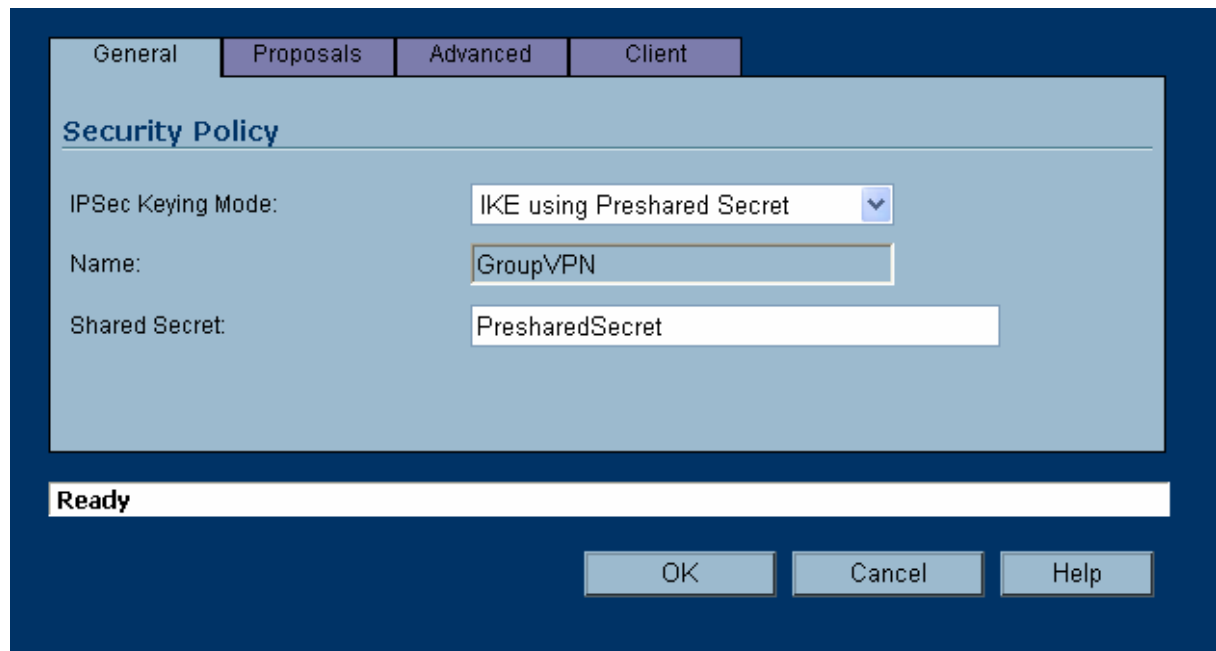 General Proposals Advanced Client
Security Policy
IPSec Keying Mode: IKE using Preshared Secret
Name: GroupVPN
Shared Secret: PresharedSecret
Ready
OK Cancel Help